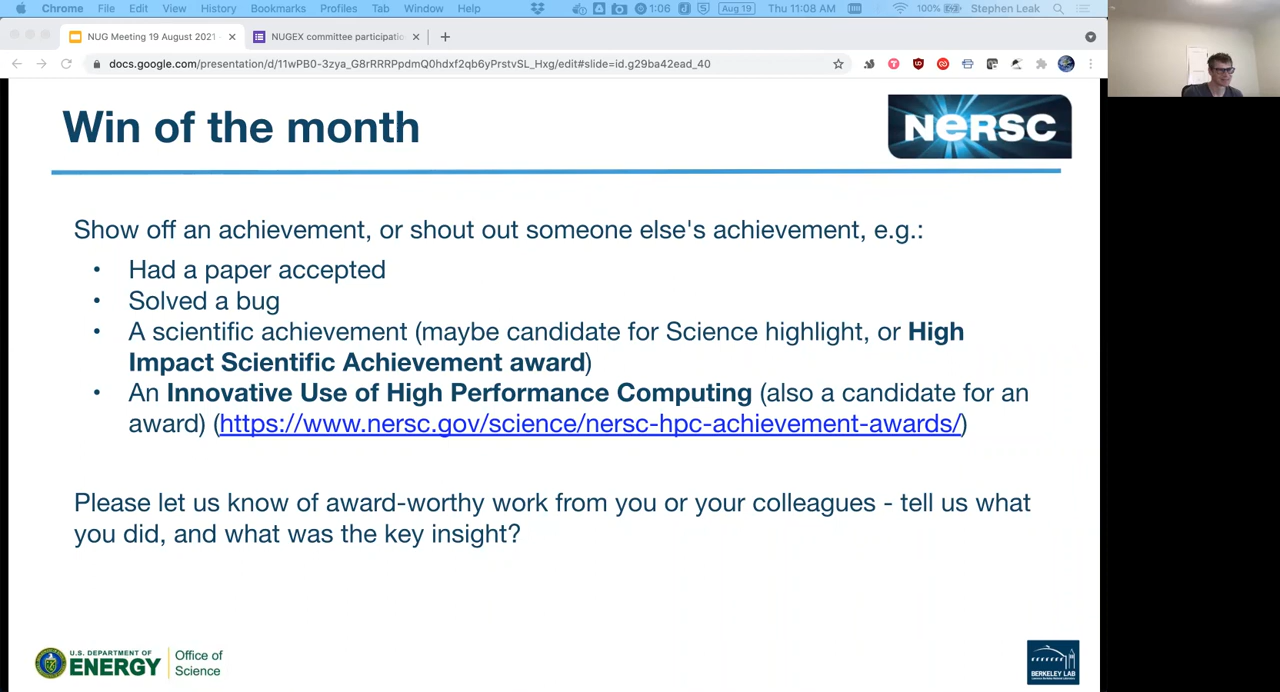 Chrome File Edit View History Bookmarks Profiles Tab Window Help 1:06 Aug 19 Thu 11:08 AM 100% Stephen Leak
NUG Meeting 19 August 2021 - NUGEX committee participatio
docs.google.com/presentation/d/11wPB0-3zya_G8rRRRPpdmQ0hdxf2qb6yPrstvSL_Hxg/edit#slide=id.g29ba42ead_40
Win of the month
NERSC
Show off an achievement, or shout out someone else's achievement, e.g.:
• Had a paper accepted
• Solved a bug
• A scientific achievement (maybe candidate for Science highlight, or High
Impact Scientific Achievement award)
• An Innovative Use of High Performance Computing (also a candidate for an
award) (https://www.nersc.gov/science/nersc-hpc-achievement-awards/)
Please let us know of award-worthy work from you or your colleagues - tell us what
you did, and what was the key insight?
U.S. DEPARTMENT OF
ENERGY
Office of
Science
BERKELEY LAB